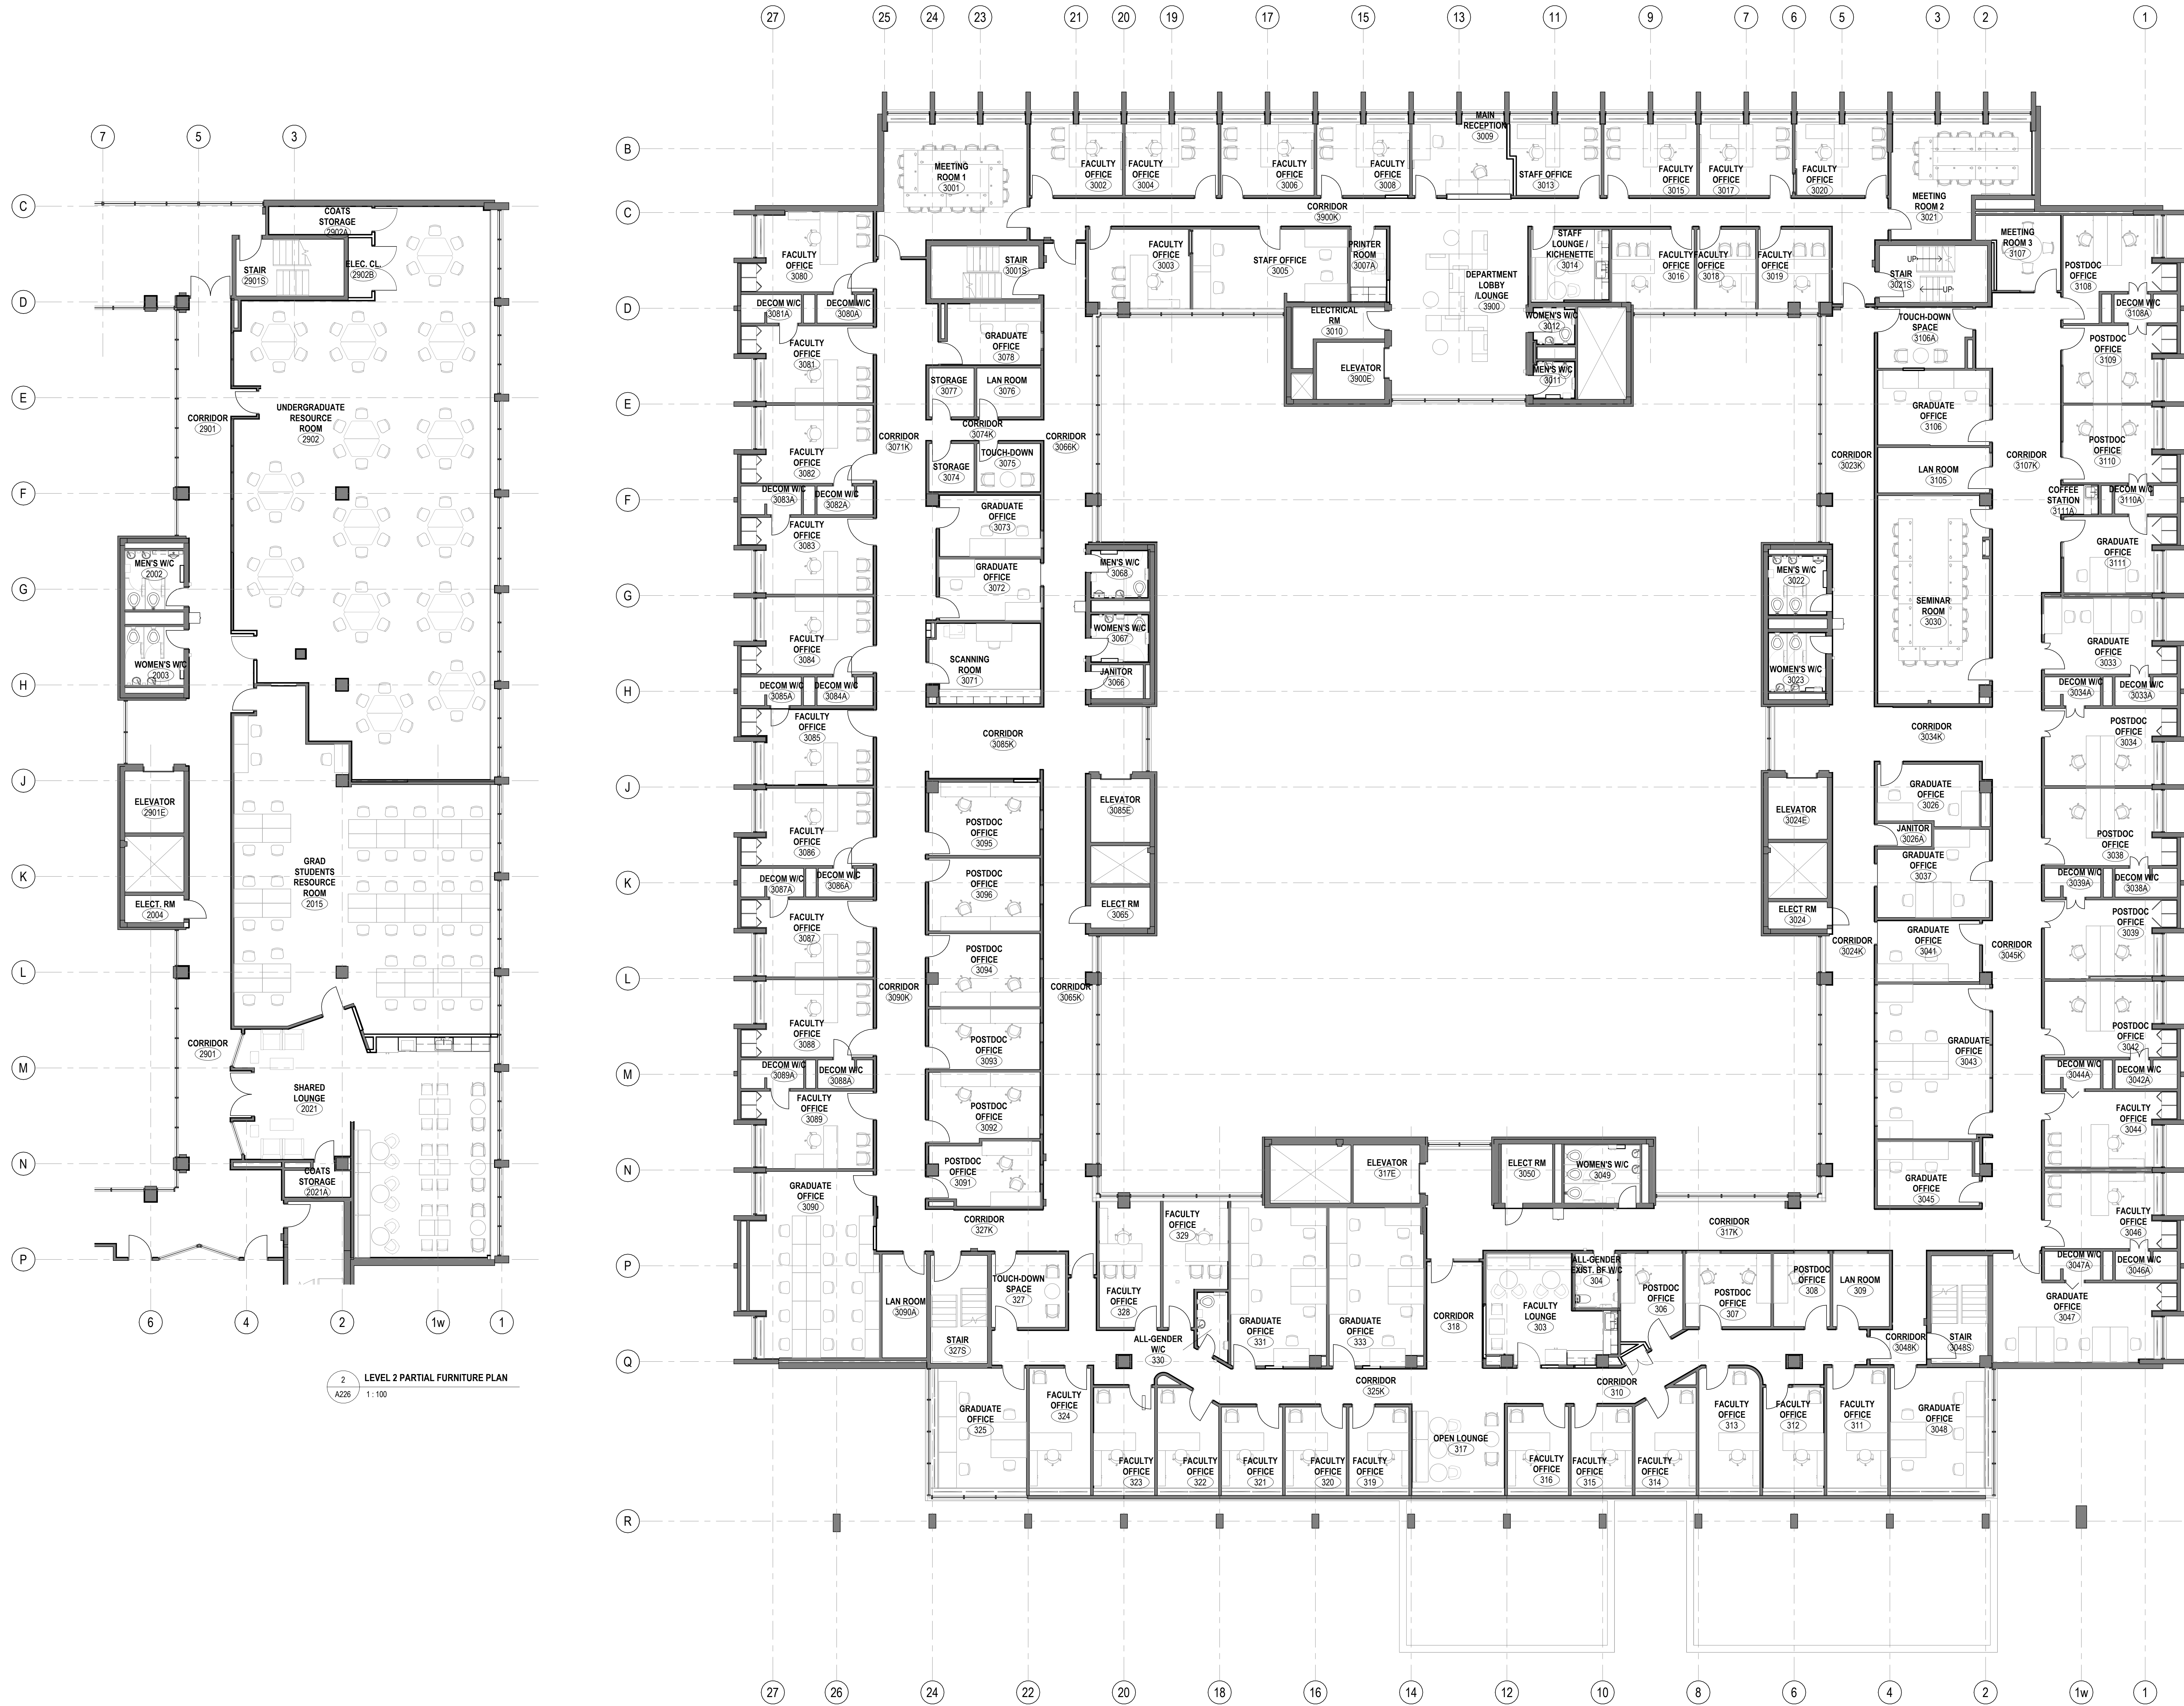 27
25
24
23
21
20
19
17
15
13
11
9
7
6
5
3
2
1
7
5
3
C
D
E
F
G
H
J
K
L
M
N
P
6
4
2
1w
1
COATS
STORAGE
2902A
STAIR
2901S
ELEC. CL.
2902B
UNDERGRADUATE
RESOURCE
ROOM
2902
CORRIDOR
2901
MEN'S W/C
2002
WOMEN'S W/C
2003
ELEVATOR
2901E
ELECT. RM
2004
GRAD
STUDENTS
RESOURCE
ROOM
2015
CORRIDOR
2901
SHARED
LOUNGE
2021
COATS
STORAGE
2021A
2
A226
LEVEL 2 PARTIAL FURNITURE PLAN
1 : 100
B
C
D
E
F
G
H
J
K
L
M
N
P
Q
R
MEETING
ROOM 1
3001
FACULTY
OFFICE
3002
FACULTY
OFFICE
3004
FACULTY
OFFICE
3006
FACULTY
OFFICE
3008
MAIN
RECEPTION
3009
STAFF OFFICE
3013
FACULTY
OFFICE
3015
FACULTY
OFFICE
3017
FACULTY
OFFICE
3020
MEETING
ROOM 2
3021
CORRIDOR
3900K
FACULTY
OFFICE
3003
STAFF OFFICE
3005
PRINTER
ROOM
3007A
DEPARTMENT
LOBBY
/LOUNGE
3900
STAFF
LOUNGE /
KICHENETTE
3014
FACULTY
OFFICE
3016
FACULTY
OFFICE
3018
FACULTY
OFFICE
3019
STAIR
3021S
UP
UP
MEETING
ROOM 3
3107
ELECTRICAL
RM
3010
ELEVATOR
3900E
WOMEN'S W/C
3012
MEN'S W/C
3011
FACULTY
OFFICE
3080
DECOM W/C
3081A
DECOM W/C
3080A
FACULTY
OFFICE
3081
FACULTY
OFFICE
3082
DECOM W/C
3083A
DECOM W/C
3082A
FACULTY
OFFICE
3083
FACULTY
OFFICE
3084
DECOM W/C
3085A
DECOM W/C
3084A
FACULTY
OFFICE
3085
FACULTY
OFFICE
3086
DECOM W/C
3087A
DECOM W/C
3086A
FACULTY
OFFICE
3087
FACULTY
OFFICE
3088
DECOM W/C
3089A
DECOM W/C
3088A
FACULTY
OFFICE
3089
GRADUATE
OFFICE
3090
CORRIDOR
3071K
CORRIDOR
3090K
STAIR
3001S
GRADUATE
OFFICE
3078
STORAGE
3077
LAN ROOM
3076
CORRIDOR
3074K
STORAGE
3074
TOUCH-DOWN
3075
GRADUATE
OFFICE
3073
GRADUATE
OFFICE
3072
SCANNING
ROOM
3071
CORRIDOR
3085K
POSTDOC
OFFICE
3095
POSTDOC
OFFICE
3096
POSTDOC
OFFICE
3094
POSTDOC
OFFICE
3093
POSTDOC
OFFICE
3092
POSTDOC
OFFICE
3091
CORRIDOR
327K
CORRIDOR
3066K
MEN'S W/C
3068
WOMEN'S W/C
3067
JANITOR
3066
ELEVATOR
3085E
ELECT RM
3065
CORRIDOR
3065K
CORRIDOR
3023K
MEN'S W/C
3022
WOMEN'S W/C
3023
ELEVATOR
3024E
ELECT RM
3024
CORRIDOR
3024K
TOUCH-DOWN
SPACE
3106A
GRADUATE
OFFICE
3106
LAN ROOM
3105
SEMINAR
ROOM
3030
CORRIDOR
3034K
GRADUATE
OFFICE
3026
JANITOR
3026A
GRADUATE
OFFICE
3037
GRADUATE
OFFICE
3041
GRADUATE
OFFICE
3043
GRADUATE
OFFICE
3045
CORRIDOR
3107K
CORRIDOR
3045K
POSTDOC
OFFICE
3108
DECOM W/C
3108A
POSTDOC
OFFICE
3109
POSTDOC
OFFICE
3110
COFFEE
STATION
3111A
DECOM W/C
3110A
GRADUATE
OFFICE
3111
GRADUATE
OFFICE
3033
DECOM W/C
3034A
DECOM W/C
3033A
POSTDOC
OFFICE
3034
POSTDOC
OFFICE
3038
DECOM W/C
3039A
DECOM W/C
3038A
POSTDOC
OFFICE
3039
POSTDOC
OFFICE
3042
DECOM W/C
3044A
DECOM W/C
3042A
FACULTY
OFFICE
3044
FACULTY
OFFICE
3046
DECOM W/C
3047A
DECOM W/C
3046A
GRADUATE
OFFICE
3047
LAN ROOM
3090A
STAIR
327S
TOUCH-DOWN
SPACE
327
FACULTY
OFFICE
328
FACULTY
OFFICE
329
ALL-GENDER
W/C
330
GRADUATE
OFFICE
331
GRADUATE
OFFICE
333
ELEVATOR
317E
CORRIDOR
318
ELECT RM
3050
WOMEN'S W/C
3049
CORRIDOR
317K
FACULTY
LOUNGE
303
ALL-GENDER
EXIST. BF W/C
304
POSTDOC
OFFICE
306
POSTDOC
OFFICE
307
POSTDOC
OFFICE
308
LAN ROOM
309
CORRIDOR
3048K
STAIR
3048S
CORRIDOR
325K
CORRIDOR
310
GRADUATE
OFFICE
325
FACULTY
OFFICE
324
FACULTY
OFFICE
323
FACULTY
OFFICE
322
FACULTY
OFFICE
321
FACULTY
OFFICE
320
FACULTY
OFFICE
319
OPEN LOUNGE
317
FACULTY
OFFICE
316
FACULTY
OFFICE
315
FACULTY
OFFICE
314
FACULTY
OFFICE
313
FACULTY
OFFICE
312
FACULTY
OFFICE
311
GRADUATE
OFFICE
3048
27
26
24
22
20
18
16
14
12
10
8
6
4
2
1w
1